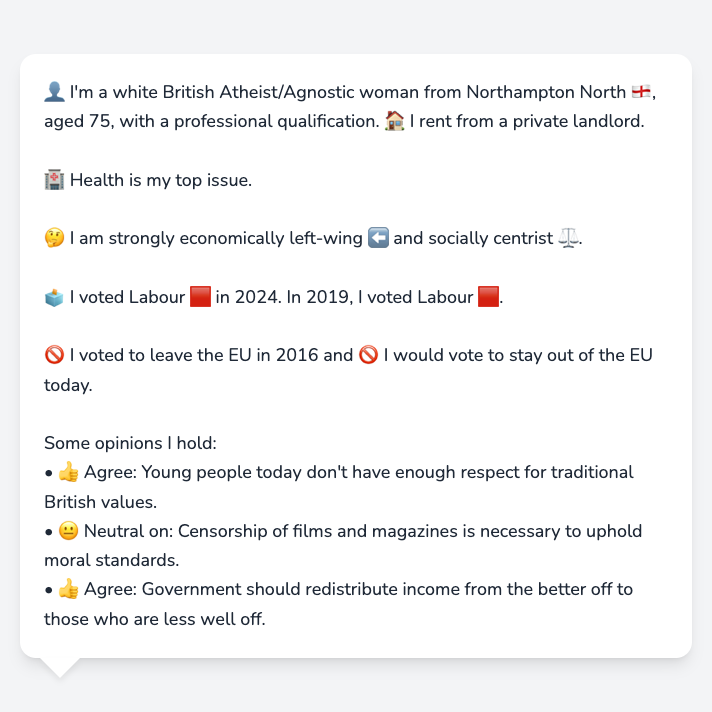 👤 I'm a white British Atheist/Agnostic woman from Northampton North 🏴󠁧󠁢󠁥󠁮󠁧󠁿,
aged 75, with a professional qualification. 🏠 I rent from a private landlord.
🏥 Health is my top issue.
🤔 I am strongly economically left-wing ⬅️ and socially centrist ⚖️.
🗳️ I voted Labour 🟥 in 2024. In 2019, I voted Labour 🟥.
🚫 I voted to leave the EU in 2016 and 🚫 I would vote to stay out of the EU
today.
Some opinions I hold:
• 👍 Agree: Young people today don't have enough respect for traditional
British values.
• 😐 Neutral on: Censorship of films and magazines is necessary to uphold
moral standards.
• 👍 Agree: Government should redistribute income from the better off to
those who are less well off.